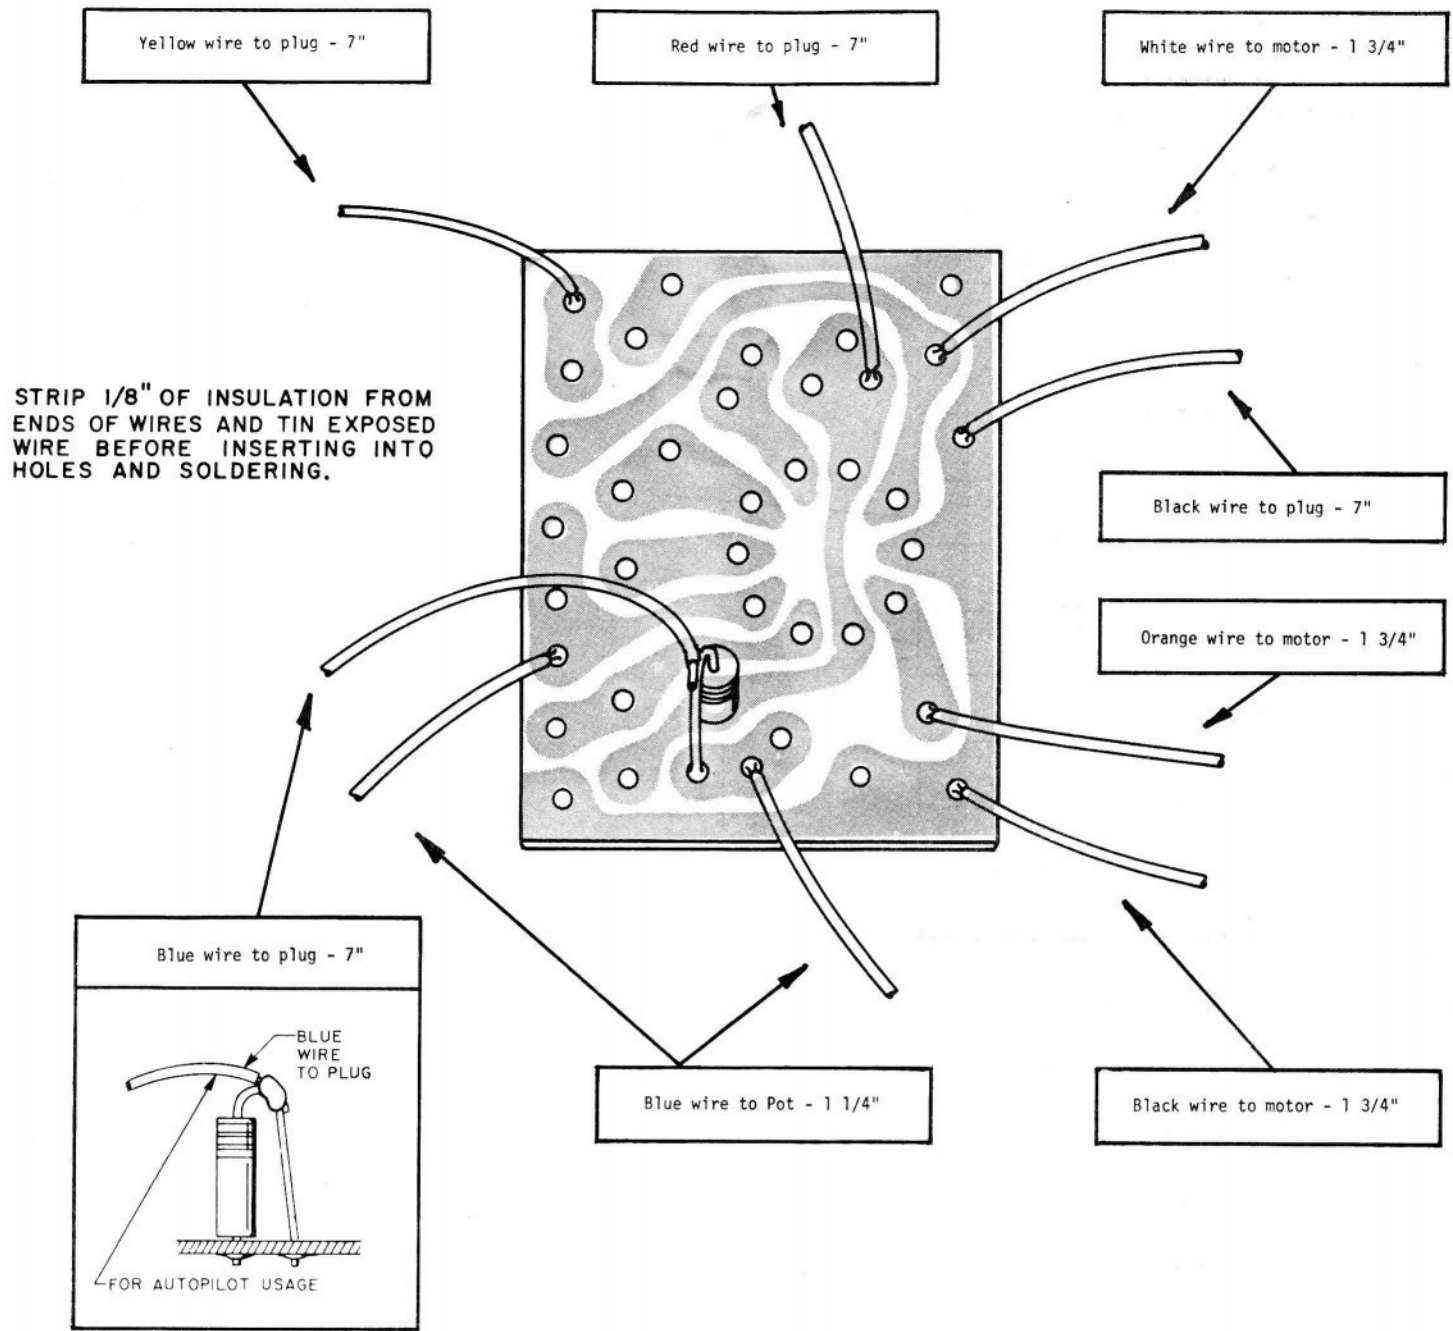 Yellow wire to plug - 7"
Red wire to plug - 7"
White wire to motor - 1 3/4"
STRIP 1/8" OF INSULATION FROM
ENDS OF WIRES AND TIN EXPOSED
WIRE BEFORE INSERTING INTO
HOLES AND SOLDERING.
Black wire to plug - 7"
Orange wire to motor - 1 3/4"
Blue wire to plug - 7"
BLUE
WIRE
TO PLUG
FOR AUTOPILOT USAGE
Blue wire to Pot - 1 1/4"
Black wire to motor - 1 3/4"